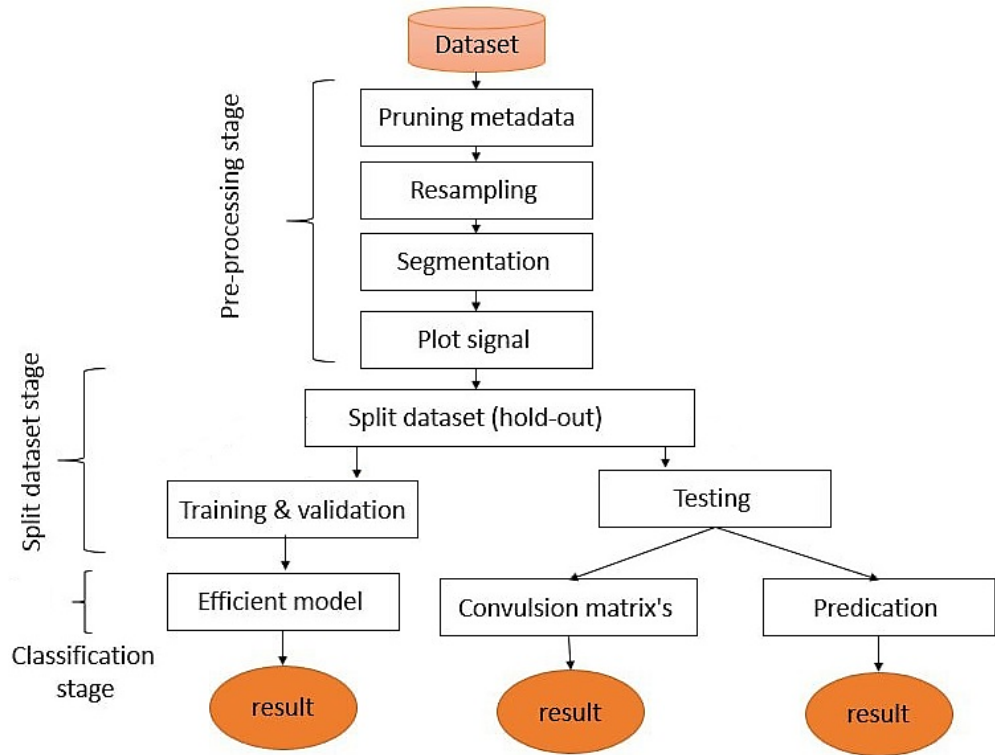 Dataset
Pre-processing stage
Pruning metadata
Resampling
Segmentation
Plot signal
Split dataset stage
Split dataset (hold-out)
Training & validation
Testing
Classification
stage
Efficient model
Convulsion matrix's
Predication
result
result
result